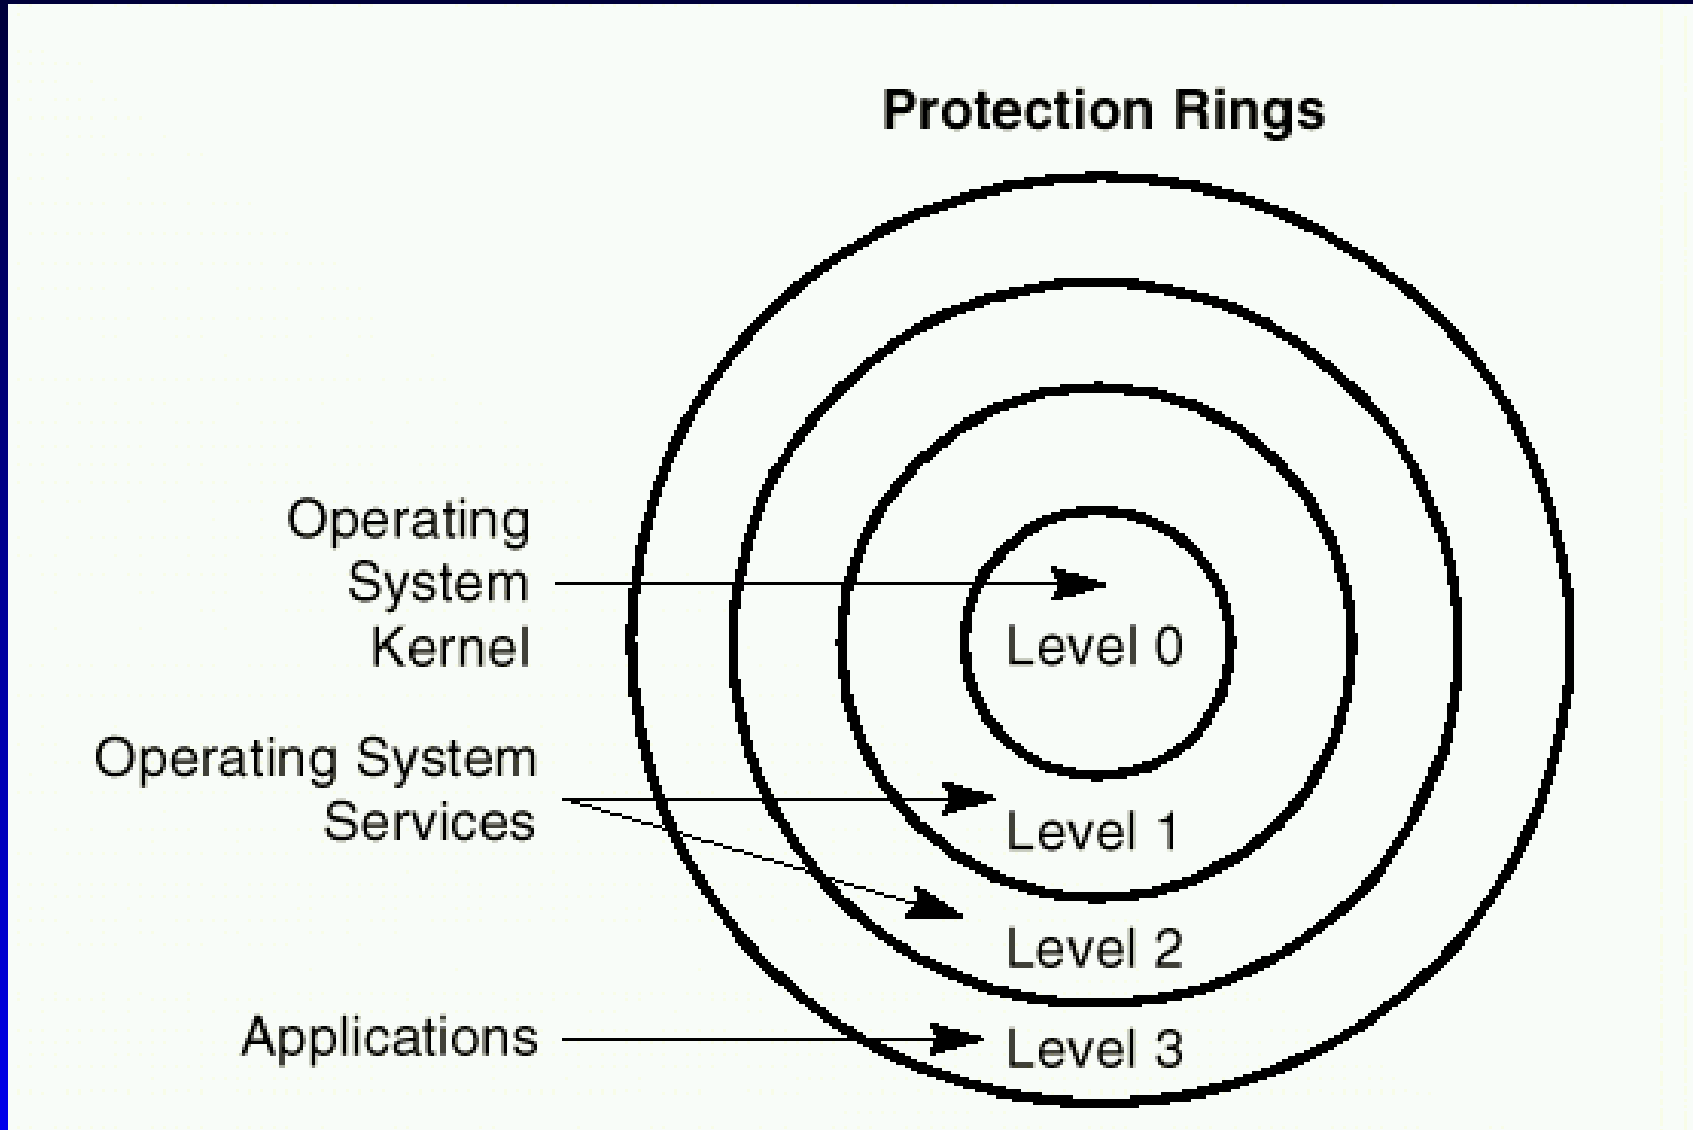 Protection Rings
Operating
System
Kernel
Level 0
Operating System
Services
Level 1
Level 2
Applications
Level 3